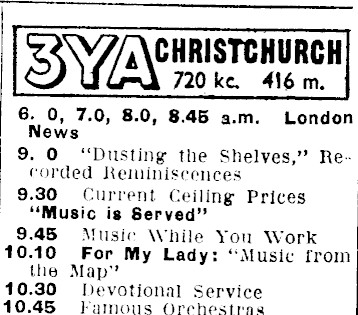 3YA CHRISTCHURCH
720 kc. 416 m.
6. 0, 7.0, 8.0, 8.45 a.m. London
News
9. 0 "Dusting the Shelves," Re-
corded Reminiscences
9.30 Current Ceiling Prices
"Music is Served"
9.45 Music While You Work
10.10 For My Lady: "Music from
the Map"
10.30 Devotional Service
10.45 Famous Orchestras